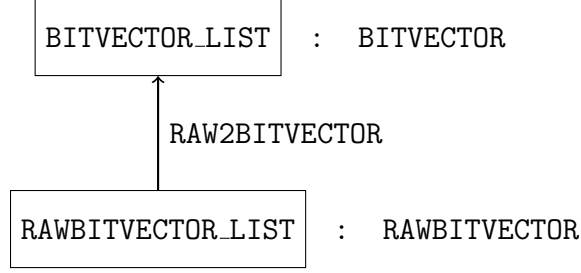 BITVECTOR_LIST : BITVECTOR
RAW2BITVECTOR
RAWBITVECTOR_LIST : RAWBITVECTOR